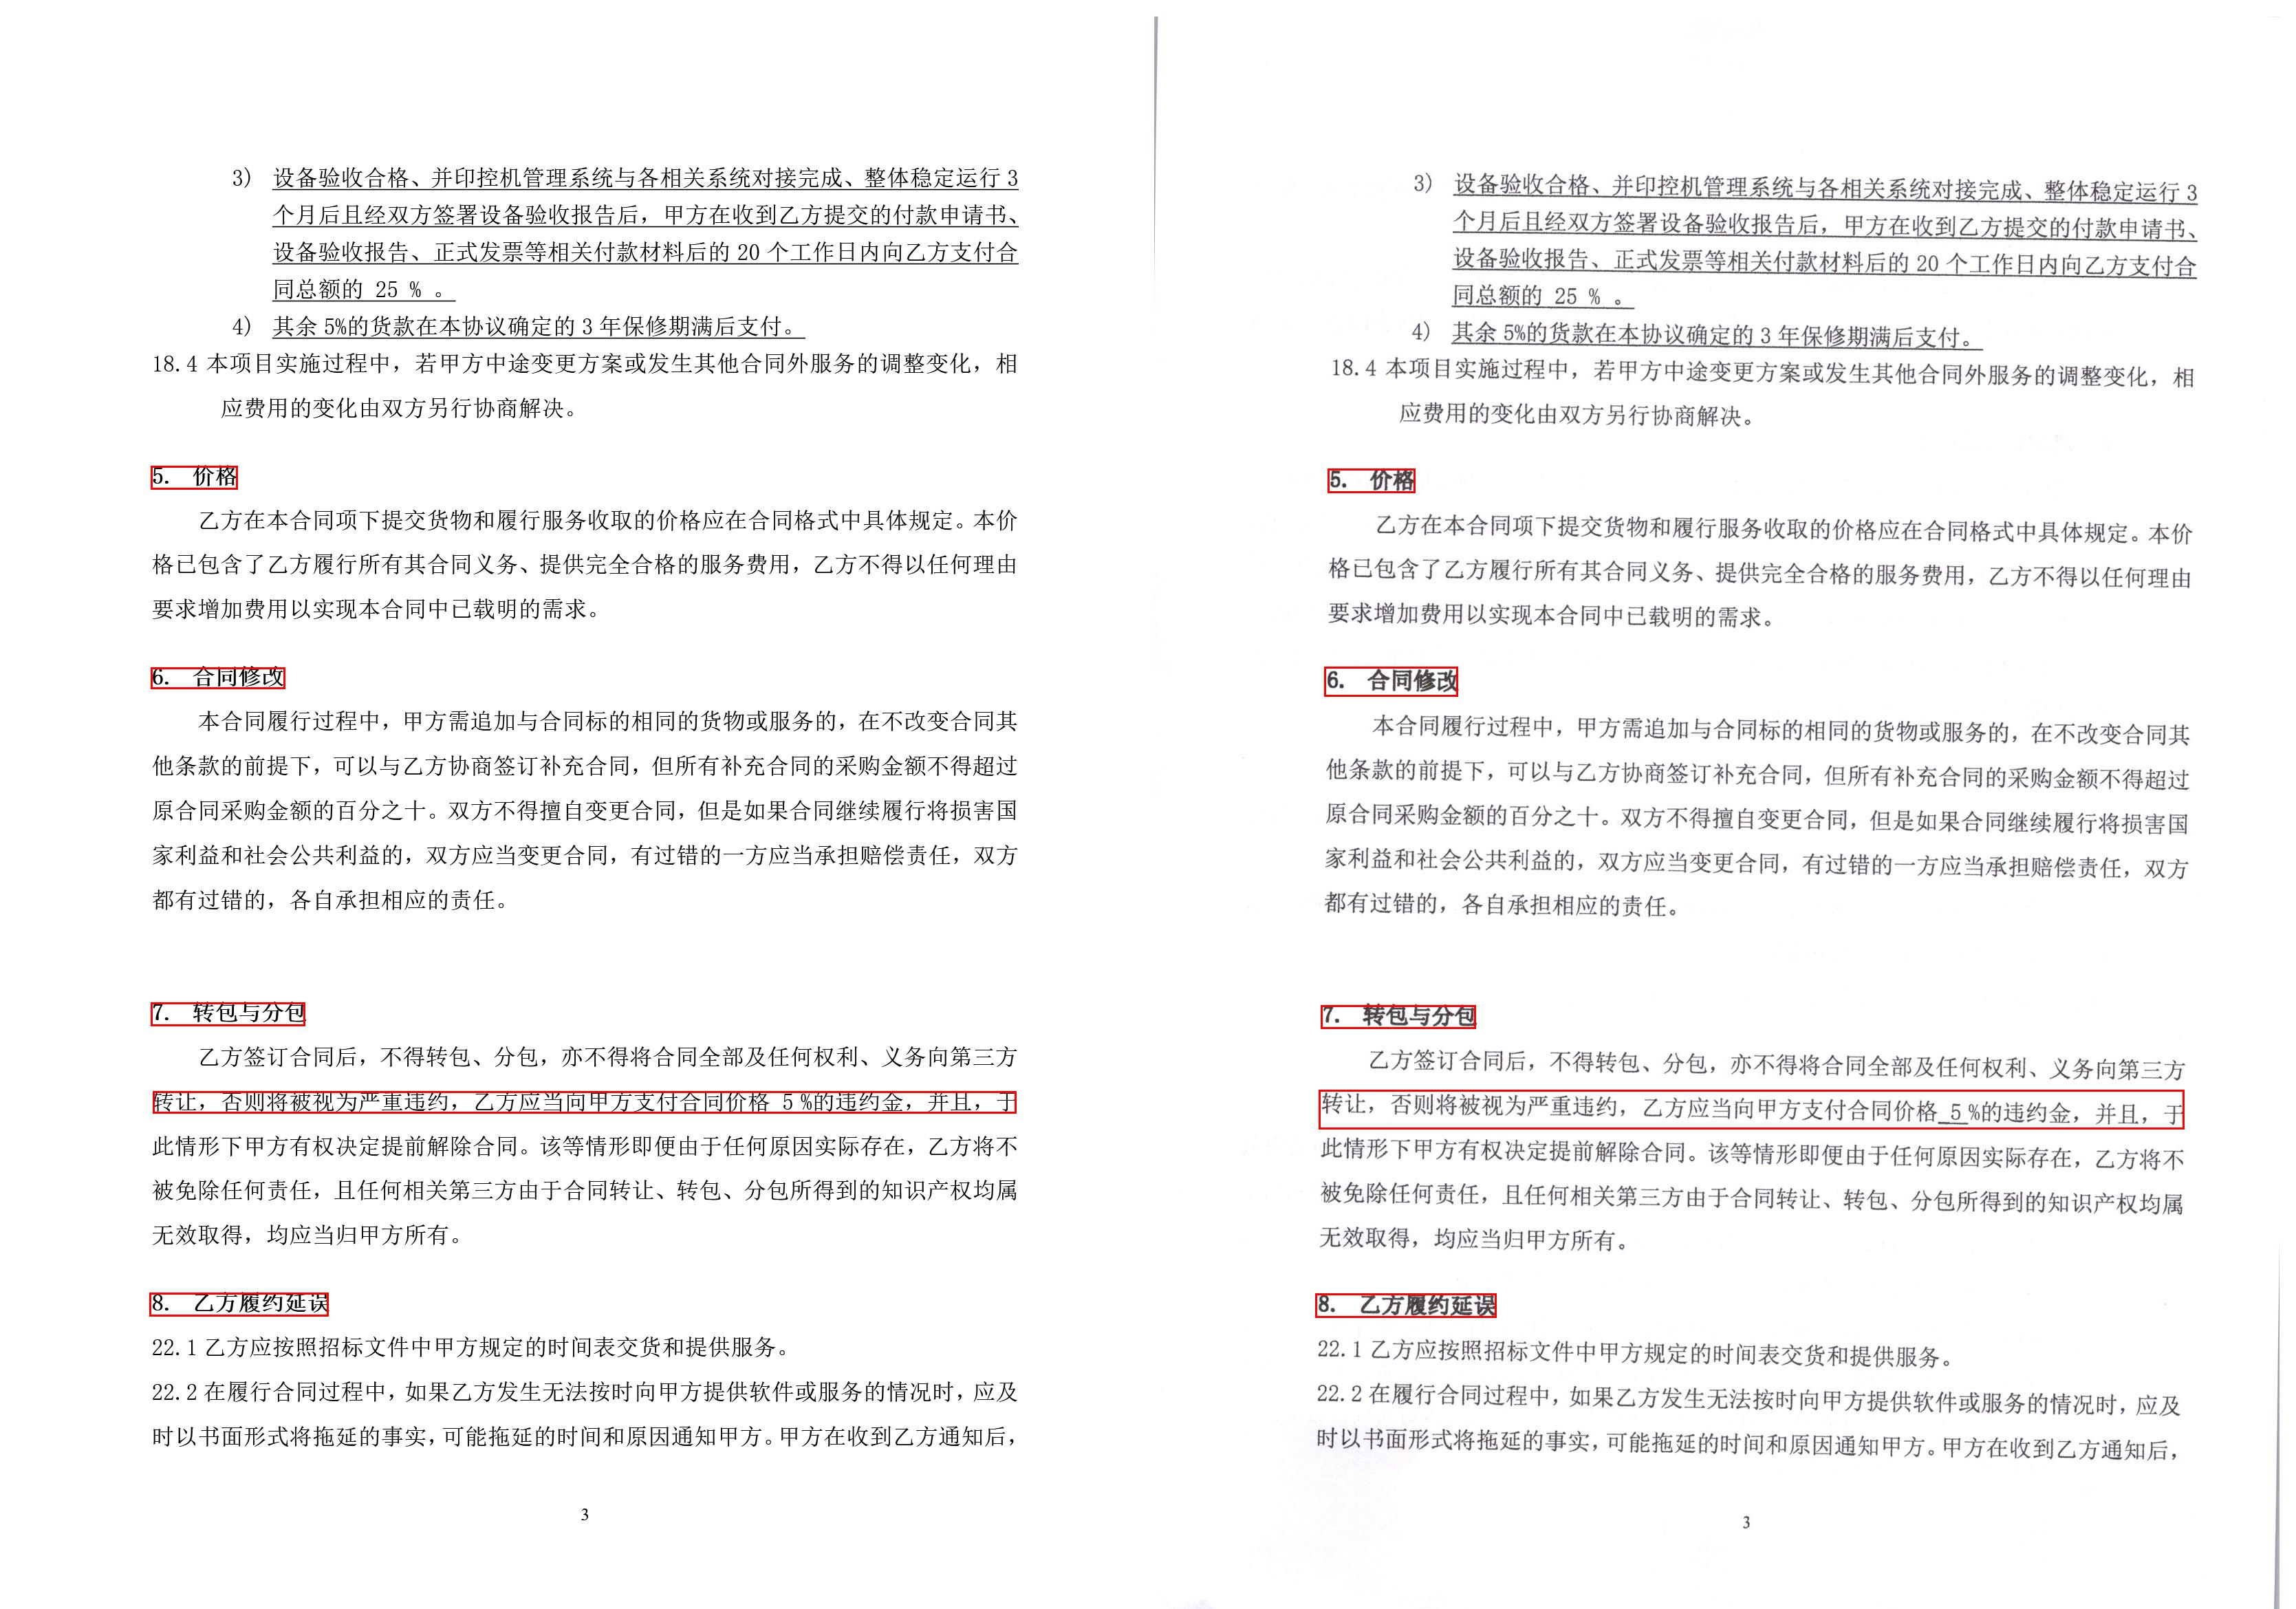 3) 设备验收合格、并印控机管理系统与各相关系统对接完成、整体稳定运行 3
个月后且经双方签署设备验收报告后，甲方在收到乙方提交的付款申请书、
设备验收报告、正式发票等相关付款材料后的 20 个工作日内向乙方支付合
同总额的 25 % 。
4) 其余 5%的货款在本协议确定的 3 年保修期满后支付。
18.4 本项目实施过程中，若甲方中途变更方案或发生其他合同外服务的调整变化，相
应费用的变化由双方另行协商解决。
5. 价格
乙方在本合同项下提交货物和履行服务收取的价格应在合同格式中具体规定。本价
格已包含了乙方履行所有其合同义务、提供完全合格的服务费用，乙方不得以任何理由
要求增加费用以实现本合同中已载明的需求。
6. 合同修改
本合同履行过程中，甲方需追加与合同标的相同的货物或服务的，在不改变合同其
他条款的前提下，可以与乙方协商签订补充合同，但所有补充合同的采购金额不得超过
原合同采购金额的百分之十。双方不得擅自变更合同，但是如果合同继续履行将损害国
家利益和社会公共利益的，双方应当变更合同，有过错的一方应当承担赔偿责任，双方
都有过错的，各自承担相应的责任。
7. 转包与分包
乙方签订合同后，不得转包、分包，亦不得将合同全部及任何权利、义务向第三方
转让，否则将被视为严重违约，乙方应当向甲方支付合同价格 5 %的违约金，并且，于
此情形下甲方有权决定提前解除合同。该等情形即便由于任何原因实际存在，乙方将不
被免除任何责任，且任何相关第三方由于合同转让、转包、分包所得到的知识产权均属
无效取得，均应当归甲方所有。
8. 乙方履约延误
22.1 乙方应按照招标文件中甲方规定的时间表交货和提供服务。
22.2 在履行合同过程中，如果乙方发生无法按时向甲方提供软件或服务的情况时，应及
时以书面形式将拖延的事实，可能拖延的时间和原因通知甲方。甲方在收到乙方通知后，
3
3) 设备验收合格、并印控机管理系统与各相关系统对接完成、整体稳定运行 3
个月后且经双方签署设备验收报告后，甲方在收到乙方提交的付款申请书、
设备验收报告、正式发票等相关付款材料后的 20 个工作日内向乙方支付合
同总额的 25 % 。
4) 其余 5%的货款在本协议确定的 3 年保修期满后支付。
18.4 本项目实施过程中，若甲方中途变更方案或发生其他合同外服务的调整变化，相
应费用的变化由双方另行协商解决。
5. 价格
乙方在本合同项下提交货物和履行服务收取的价格应在合同格式中具体规定。本价
格已包含了乙方履行所有其合同义务、提供完全合格的服务费用，乙方不得以任何理由
要求增加费用以实现本合同中已载明的需求。
6. 合同修改
本合同履行过程中，甲方需追加与合同标的相同的货物或服务的，在不改变合同其
他条款的前提下，可以与乙方协商签订补充合同，但所有补充合同的采购金额不得超过
原合同采购金额的百分之十。双方不得擅自变更合同，但是如果合同继续履行将损害国
家利益和社会公共利益的，双方应当变更合同，有过错的一方应当承担赔偿责任，双方
都有过错的，各自承担相应的责任。
7. 转包与分包
乙方签订合同后，不得转包、分包，亦不得将合同全部及任何权利、义务向第三方
转让，否则将被视为严重违约，乙方应当向甲方支付合同价格 5 %的违约金，并且，于
此情形下甲方有权决定提前解除合同。该等情形即便由于任何原因实际存在，乙方将不
被免除任何责任，且任何相关第三方由于合同转让、转包、分包所得到的知识产权均属
无效取得，均应当归甲方所有。
8. 乙方履约延误
22.1 乙方应按照招标文件中甲方规定的时间表交货和提供服务。
22.2 在履行合同过程中，如果乙方发生无法按时向甲方提供软件或服务的情况时，应及
时以书面形式将拖延的事实，可能拖延的时间和原因通知甲方。甲方在收到乙方通知后，
3